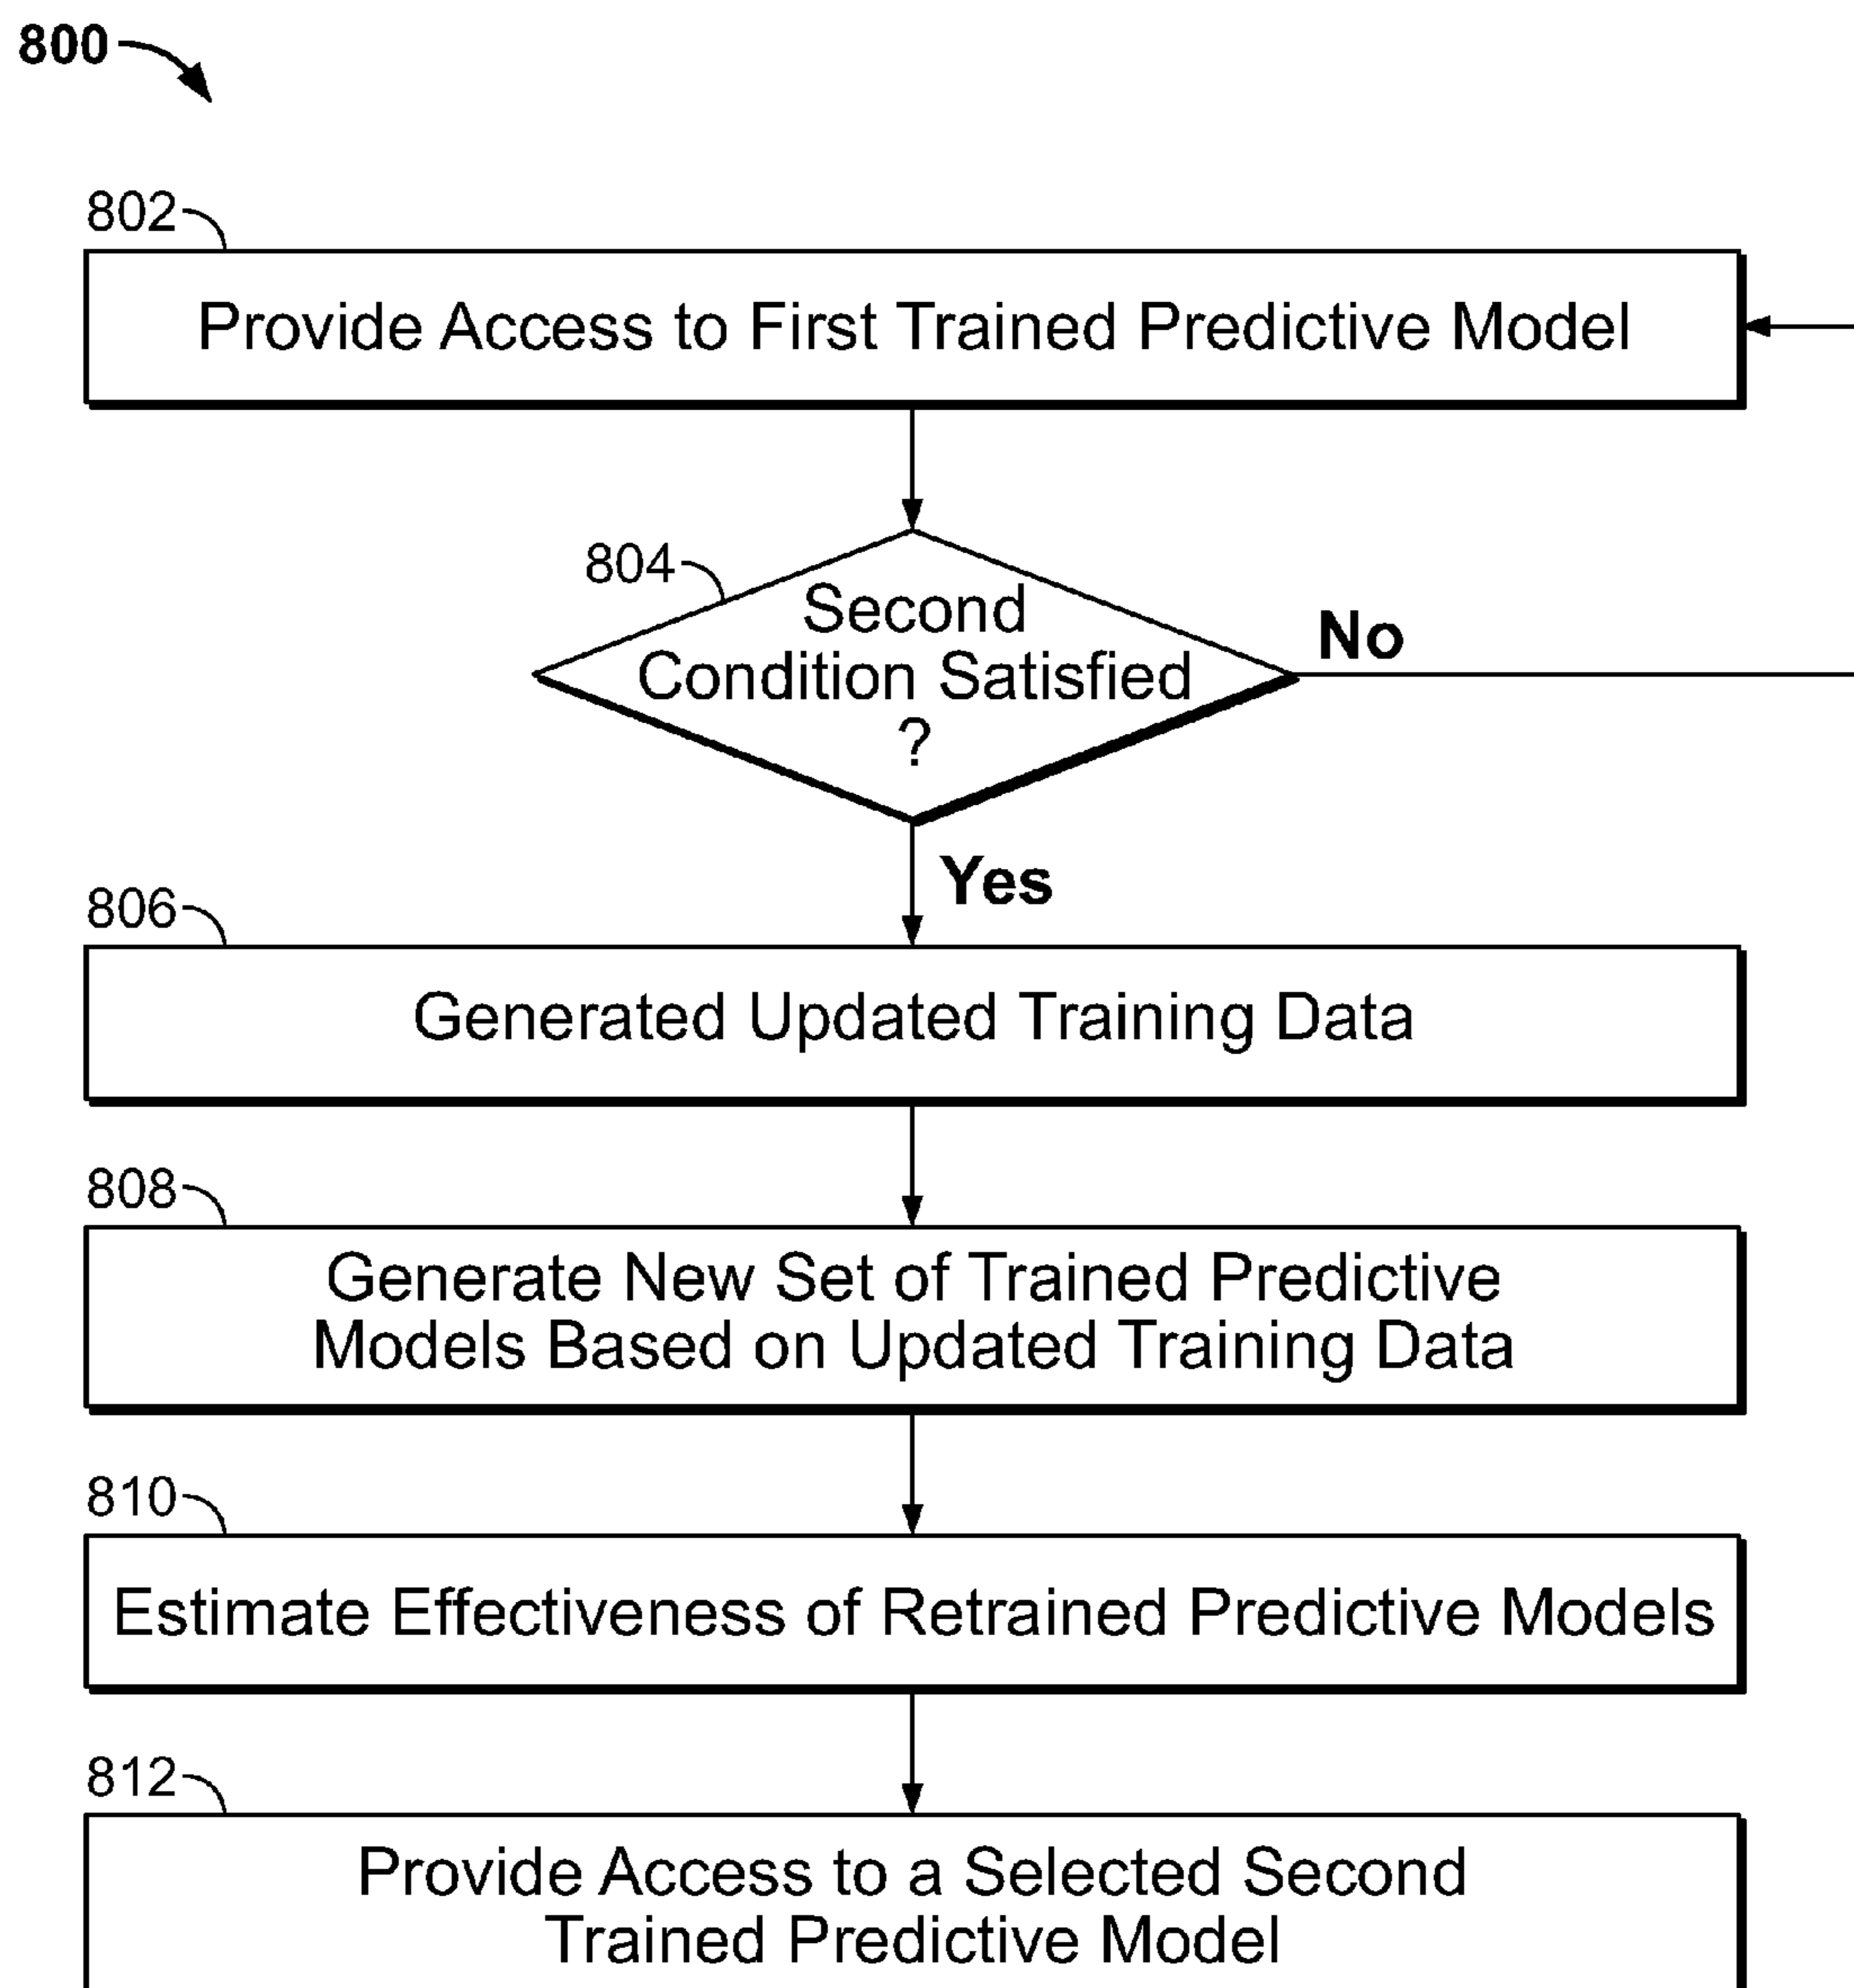 800
802
Provide Access to First Trained Predictive Model
804
Second
Condition Satisfied
?
No
Yes
806
Generated Updated Training Data
808
Generate New Set of Trained Predictive
Models Based on Updated Training Data
810
Estimate Effectiveness of Retrained Predictive Models
812
Provide Access to a Selected Second
Trained Predictive Model